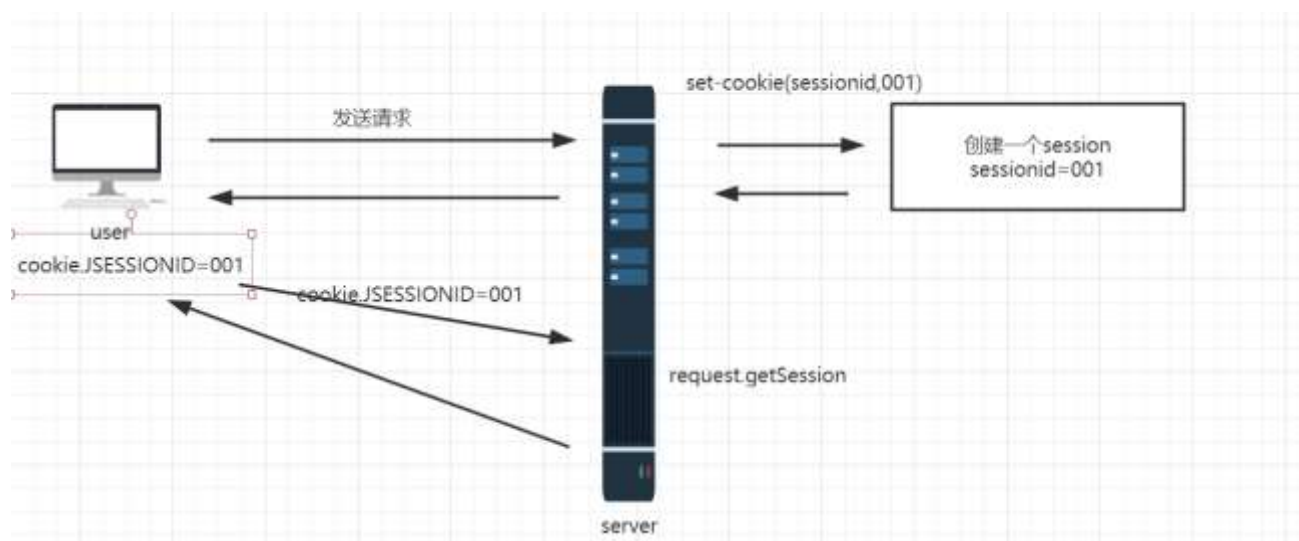 set-cookie(sessionid,001)
发送请求
创建一个session
sessionid=001
user
cookie.JSESSIONID=001
cookie.JSESSIONID=001
request.getSession
server